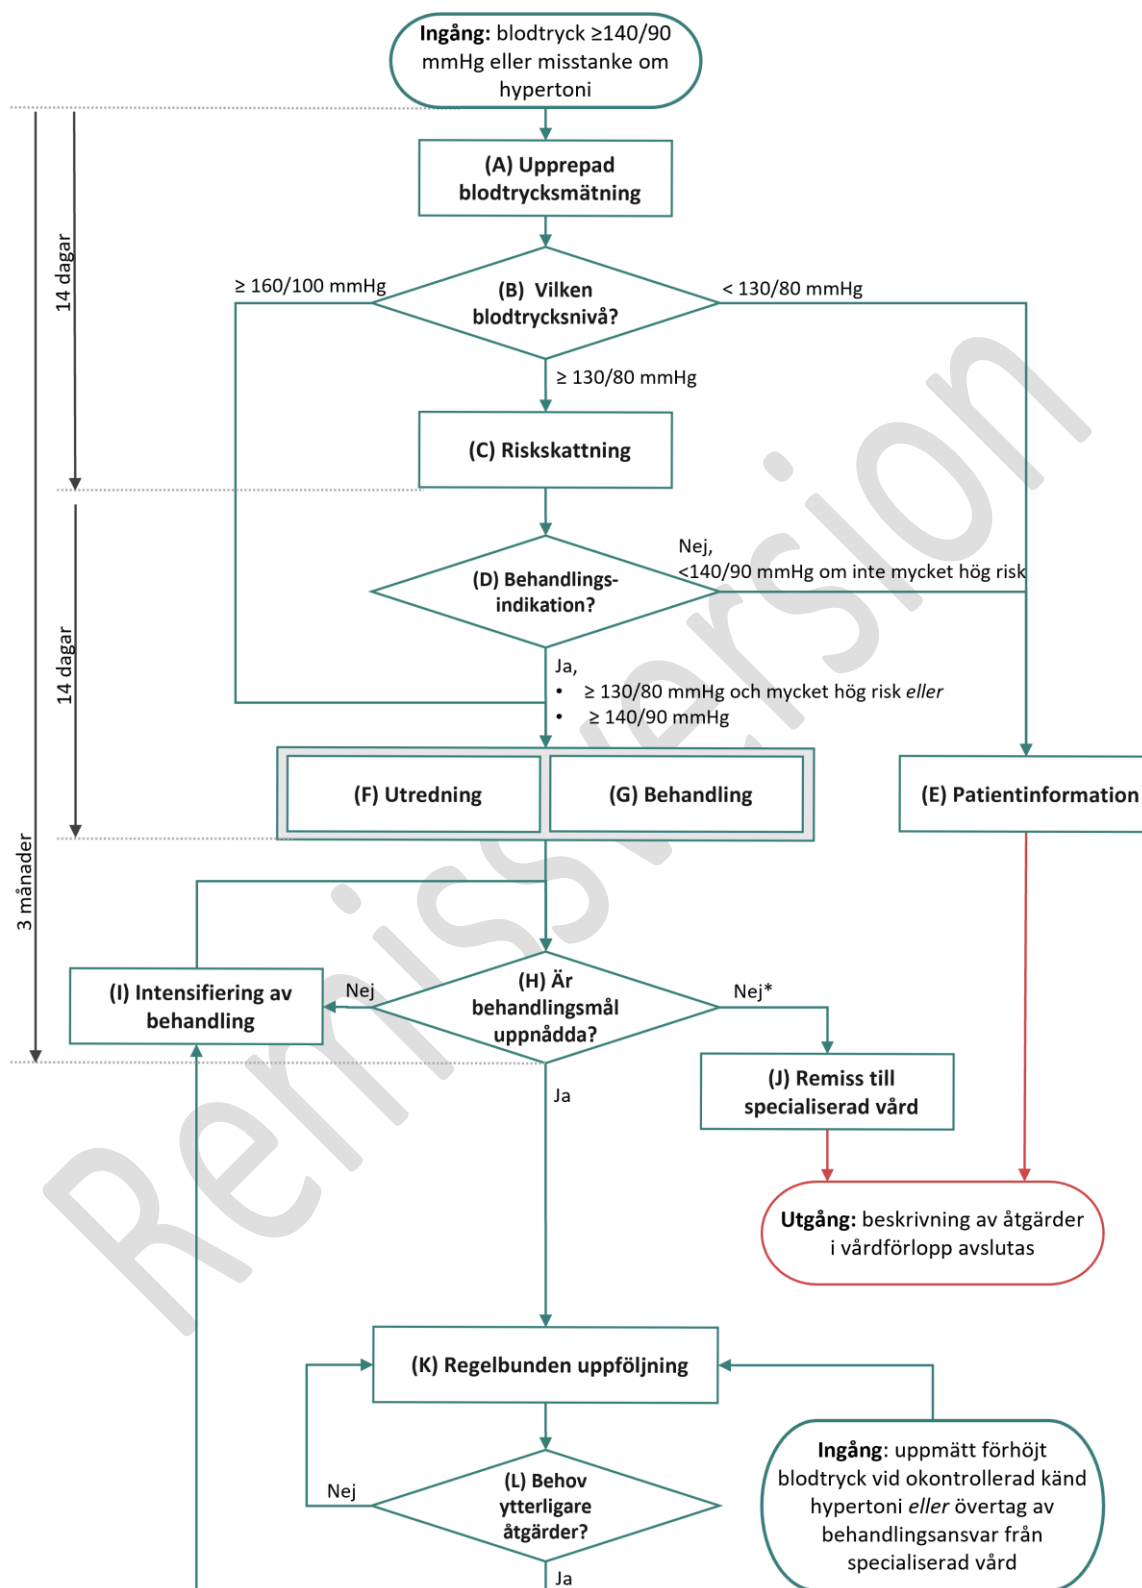 Ingång: blodtryck ≥140/90
mmHg eller misstanke om
hypertoni
(A) Upprepad
blodtrycksmätning
14 dagar
≥ 160/100 mmHg
(B) Vilken
blodtrycksnivå?
< 130/80 mmHg
≥ 130/80 mmHg
(C) Riskskattning
(D) Behandlings-
indikation?
Nej,
<140/90 mmHg om inte mycket hög risk
14 dagar
Ja,
• ≥ 130/80 mmHg och mycket hög risk eller
• ≥ 140/90 mmHg
(F) Utredning
(G) Behandling
(E) Patientinformation
3 månader
(I) Intensifiering av
behandling
Nej
(H) Är
behandlingsmål
uppnådda?
Nej*
Ja
(J) Remiss till
specialiserad vård
Utgång: beskrivning av åtgärder
i vårdförlopp avslutas
(K) Regelbunden uppföljning
Nej
(L) Behov
ytterligare
åtgärder?
Ja
Ingång: uppmätt förhöjt
blodtryck vid okontrollerad känd
hypertoni eller övertag av
behandlingsansvar från
specialiserad vård
Remissversion